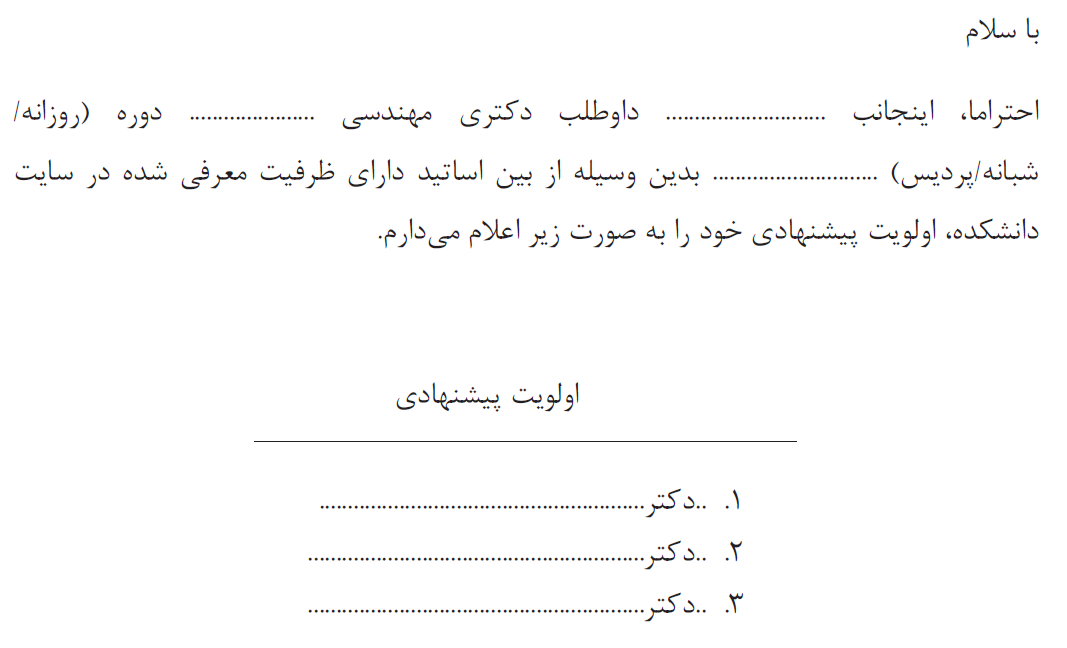 با سلام
احتراما، اینجانب ............................ داوطلب دکتری مهندسی ...................... دوره (روزانه/
شبانه/پردیس) ............................. بدین وسیله از بین اساتید دارای ظرفیت معرفی شده در سایت
دانشکده، اولویت پیشنهادی خود را به صورت زیر اعلام می‌دارم.
اولویت پیشنهادی
۱. ..دکتر.........................................................
۲. ..دکتر...........................................................
۳. ..دکتر...........................................................